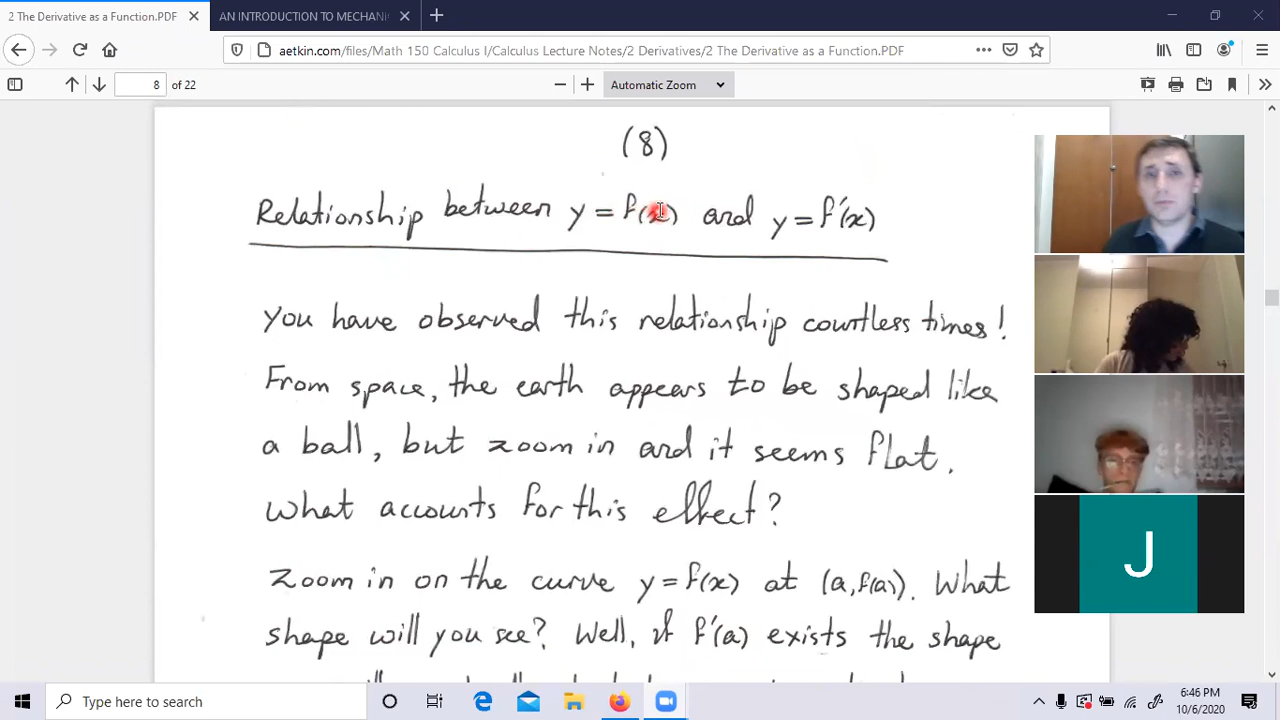 2 The Derivative as a Function.PDF
AN INTRODUCTION TO MECHANI
aetkin.com/files/Math 150 Calculus I/Calculus Lecture Notes/2 Derivatives/2 The Derivative as a Function.PDF
8 of 22
Automatic Zoom
(8)
Relationship between y = f(x) and y = f'(x)
You have observed this relationship countless times!
From space, the earth appears to be shaped like
a ball, but zoom in and it seems flat.
What accounts for this effect?
Zoom in on the curve y = f(x) at (a, f(a)). What
shape will you see? Well, if f'(a) exists the shape
J
Type here to search
6:46 PM
10/6/2020